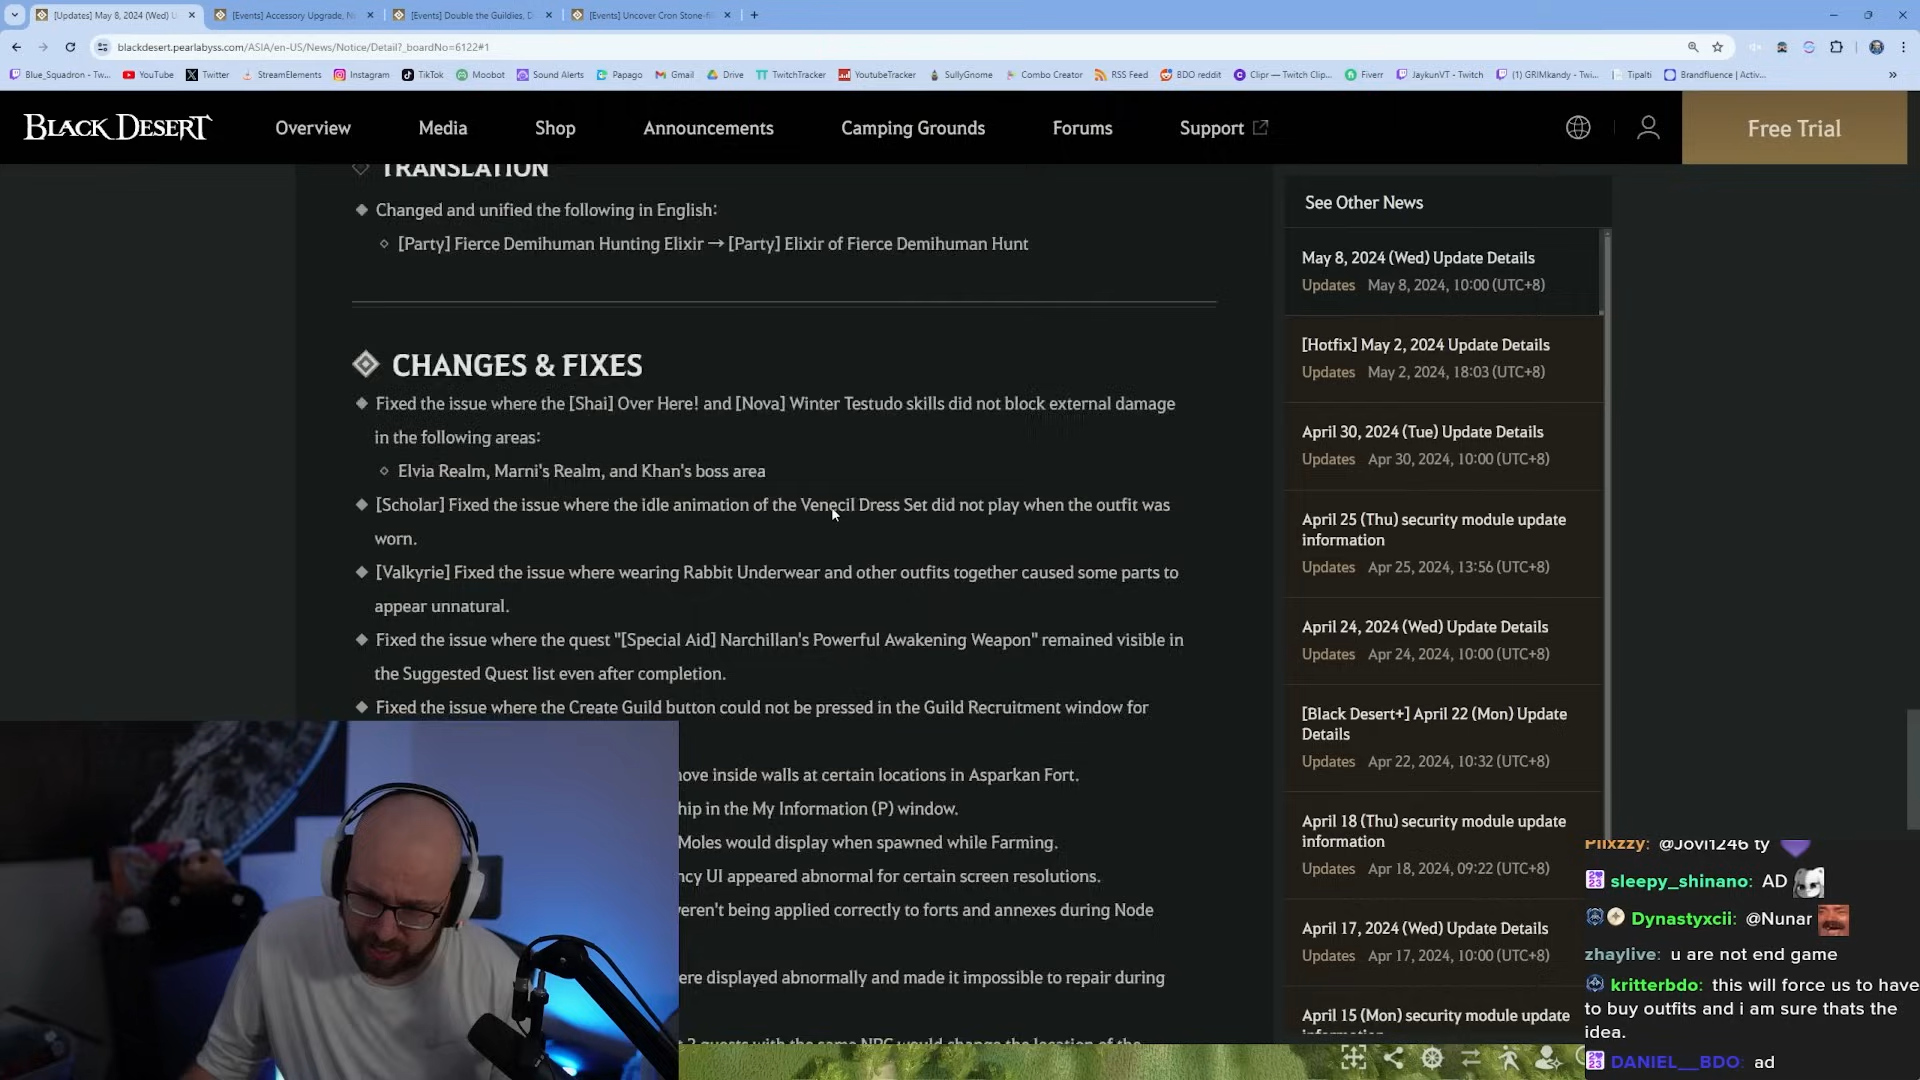 [Updates] May 8, 2024 (Wed) U
[Events] Accessory Upgrade, N
[Events] Double the Guildies, D
[Events] Uncover Cron Stone-fi
blackdesert.pearlabyss.com/ASIA/en-US/News/Notice/Detail?_boardNo=6122#1
Blue_Squadron - Tw...
YouTube
Twitter
StreamElements
Instagram
TikTok
Moobot
Sound Alerts
Papago
Gmail
Drive
TwitchTracker
YoutubeTracker
SullyGnome
Combo Creator
RSS Feed
BDO reddit
Clipr — Twitch Clip...
Fiverr
JaykunVT - Twitch
(1) GRIMkandy - Twi...
Tipalti
Brandfluence | Activ...
BLACK DESERT
Overview
Media
Shop
Announcements
Camping Grounds
Forums
Support
Free Trial
TRANSLATION
Changed and unified the following in English:
[Party] Fierce Demihuman Hunting Elixir → [Party] Elixir of Fierce Demihuman Hunt
CHANGES & FIXES
Fixed the issue where the [Shai] Over Here! and [Nova] Winter Testudo skills did not block external damage
in the following areas:
Elvia Realm, Marni's Realm, and Khan's boss area
[Scholar] Fixed the issue where the idle animation of the Venecil Dress Set did not play when the outfit was
worn.
[Valkyrie] Fixed the issue where wearing Rabbit Underwear and other outfits together caused some parts to
appear unnatural.
Fixed the issue where the quest "[Special Aid] Narchillan's Powerful Awakening Weapon" remained visible in
the Suggested Quest list even after completion.
Fixed the issue where the Create Guild button could not be pressed in the Guild Recruitment window for
ove inside walls at certain locations in Asparkan Fort.
hip in the My Information (P) window.
Moles would display when spawned while Farming.
ncy UI appeared abnormal for certain screen resolutions.
eren't being applied correctly to forts and annexes during Node
ere displayed abnormally and made it impossible to repair during
3 quests with the same NPC would change the location of the
See Other News
May 8, 2024 (Wed) Update Details
Updates May 8, 2024, 10:00 (UTC+8)
[Hotfix] May 2, 2024 Update Details
Updates May 2, 2024, 18:03 (UTC+8)
April 30, 2024 (Tue) Update Details
Updates Apr 30, 2024, 10:00 (UTC+8)
April 25 (Thu) security module update
information
Updates Apr 25, 2024, 13:56 (UTC+8)
April 24, 2024 (Wed) Update Details
Updates Apr 24, 2024, 10:00 (UTC+8)
[Black Desert+] April 22 (Mon) Update
Details
Updates Apr 22, 2024, 10:32 (UTC+8)
April 18 (Thu) security module update
information
Updates Apr 18, 2024, 09:22 (UTC+8)
April 17, 2024 (Wed) Update Details
Updates Apr 17, 2024, 10:00 (UTC+8)
April 15 (Mon) security module update
information
Plixzzy: @Jovi1246 ty
sleepy_shinano: AD
Dynastyxcii: @Nunar
zhaylive: u are not end game
kritterbdo: this will force us to have
to buy outfits and i am sure thats the
idea.
DANIEL__BDO: ad